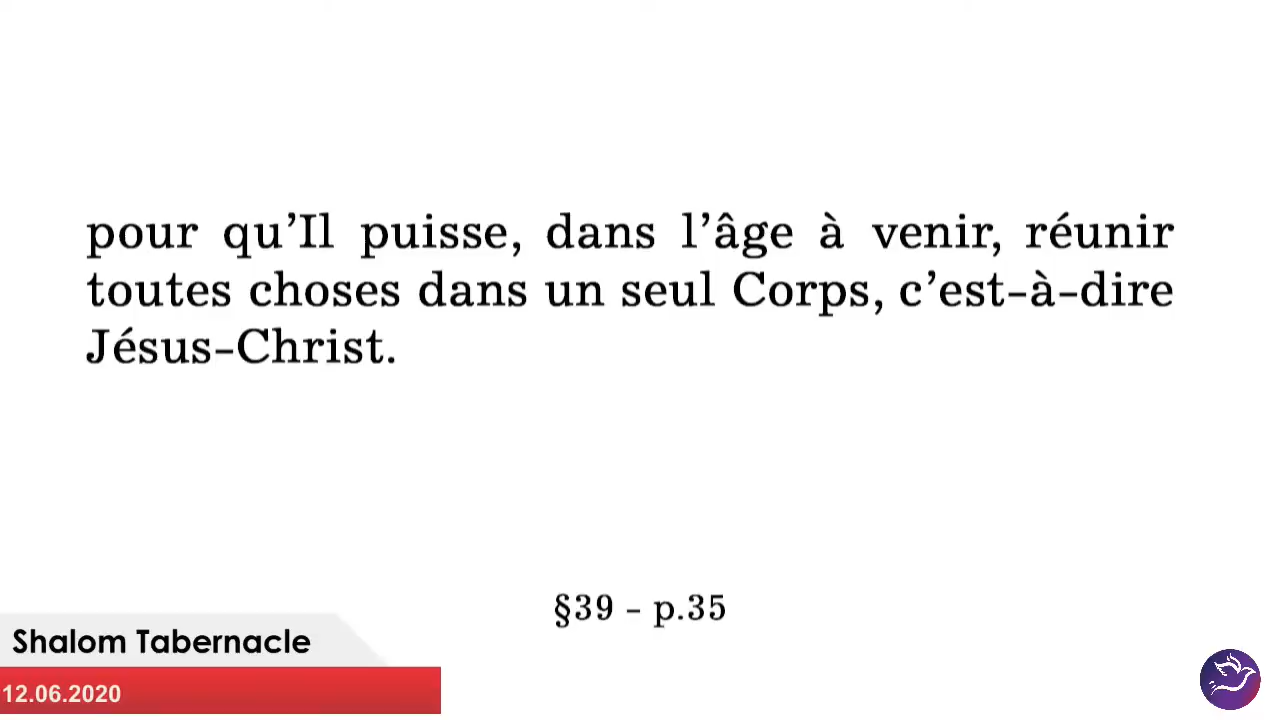 pour qu’Il puisse, dans l’âge à venir, réunir
toutes choses dans un seul Corps, c’est-à-dire
Jésus-Christ.
§39 – p.35
Shalom Tabernacle
12.06.2020